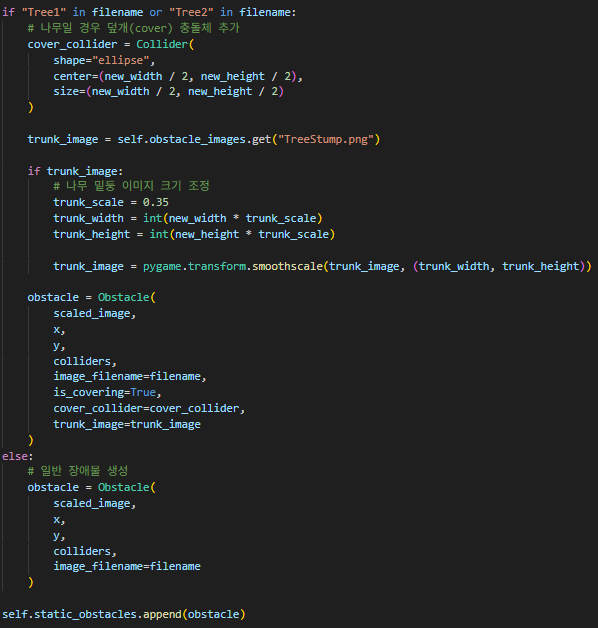 if "Tree1" in filename or "Tree2" in filename:
    # 나무일 경우 덮개(cover) 충돌체 추가
    cover_collider = Collider(
        shape="ellipse",
        center=(new_width / 2, new_height / 2),
        size=(new_width / 2, new_height / 2)
    )

    trunk_image = self.obstacle_images.get("TreeStump.png")

    if trunk_image:
        # 나무 밑동 이미지 크기 조정
        trunk_scale = 0.35
        trunk_width = int(new_width * trunk_scale)
        trunk_height = int(new_height * trunk_scale)

        trunk_image = pygame.transform.smoothscale(trunk_image, (trunk_width, trunk_height))

    obstacle = Obstacle(
        scaled_image,
        x,
        y,
        colliders,
        image_filename=filename,
        is_covering=True,
        cover_collider=cover_collider,
        trunk_image=trunk_image
    )
else:
    # 일반 장애물 생성
    obstacle = Obstacle(
        scaled_image,
        x,
        y,
        colliders,
        image_filename=filename
    )

self.static_obstacles.append(obstacle)